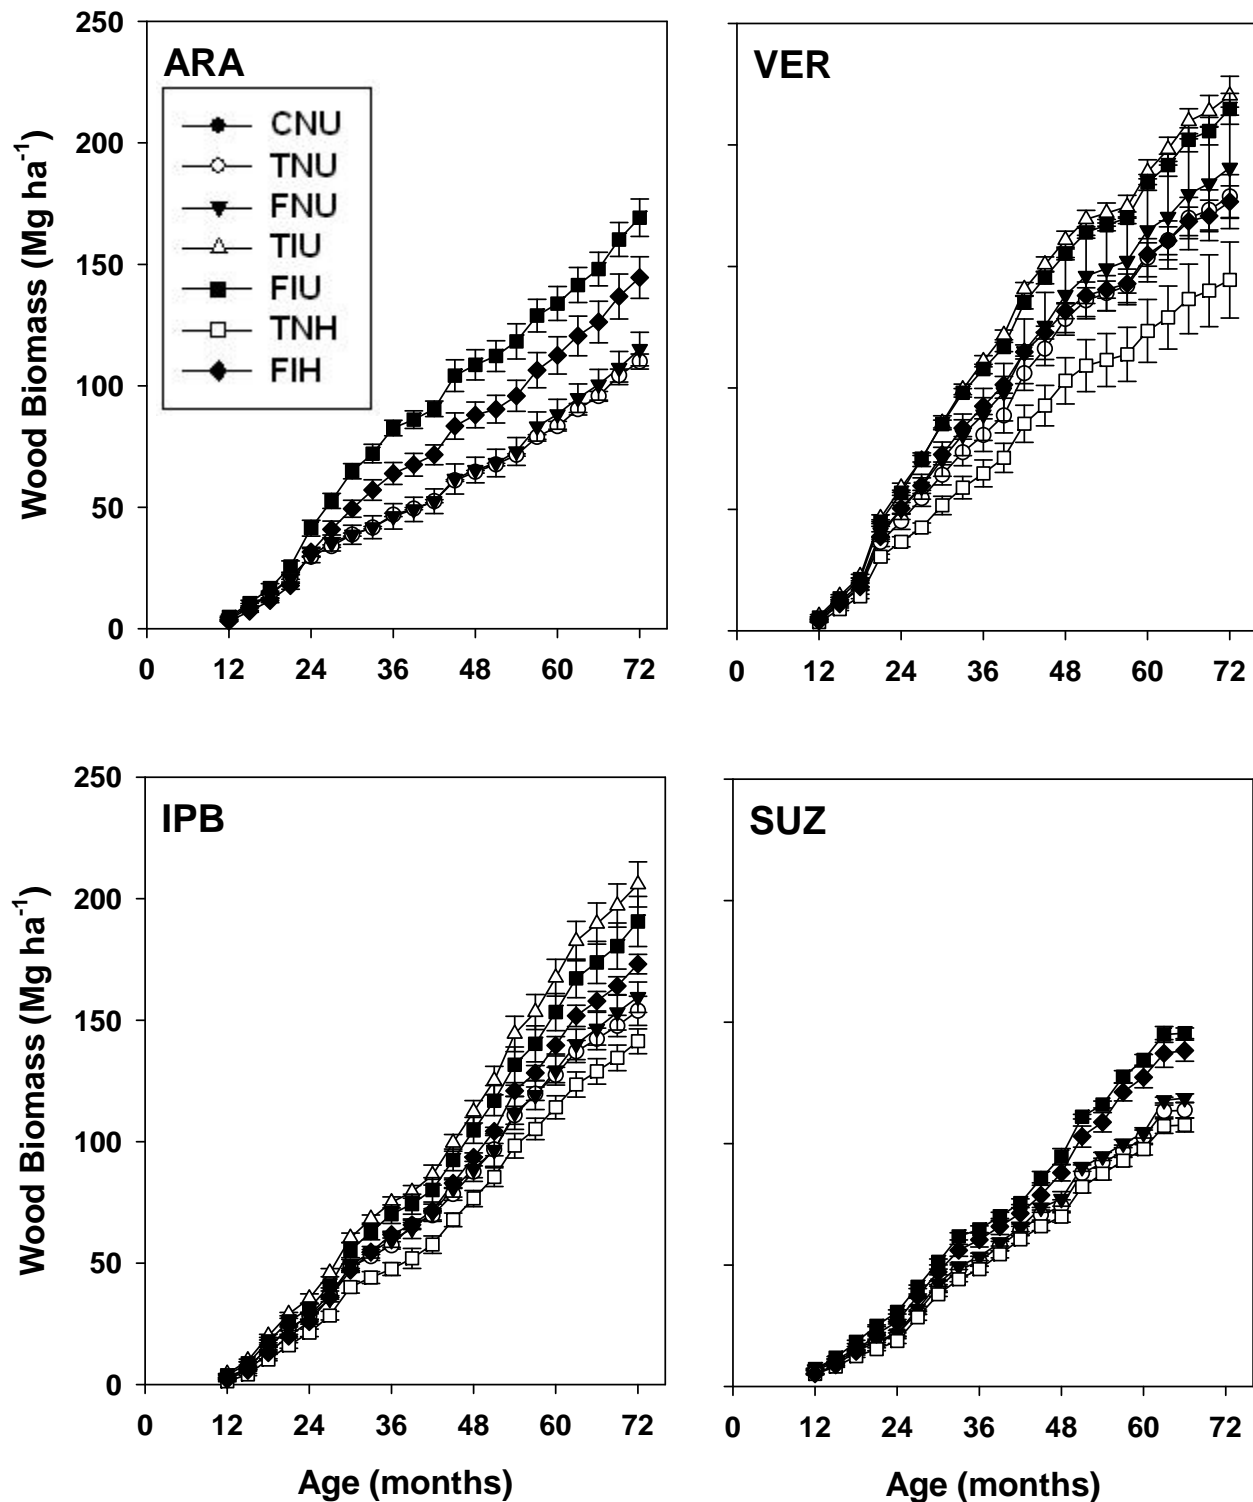 250
200
150
100
50
0
Wood Biomass (Mg ha-1)
ARA
CNU
TNU
FNU
TIU
FIU
TNH
FIH
0 12 24 36 48 60 72
VER
0 12 24 36 48 60 72
250
200
150
100
50
0
Wood Biomass (Mg ha-1)
IPB
0 12 24 36 48 60 72
Age (months)
SUZ
0 12 24 36 48 60 72
Age (months)